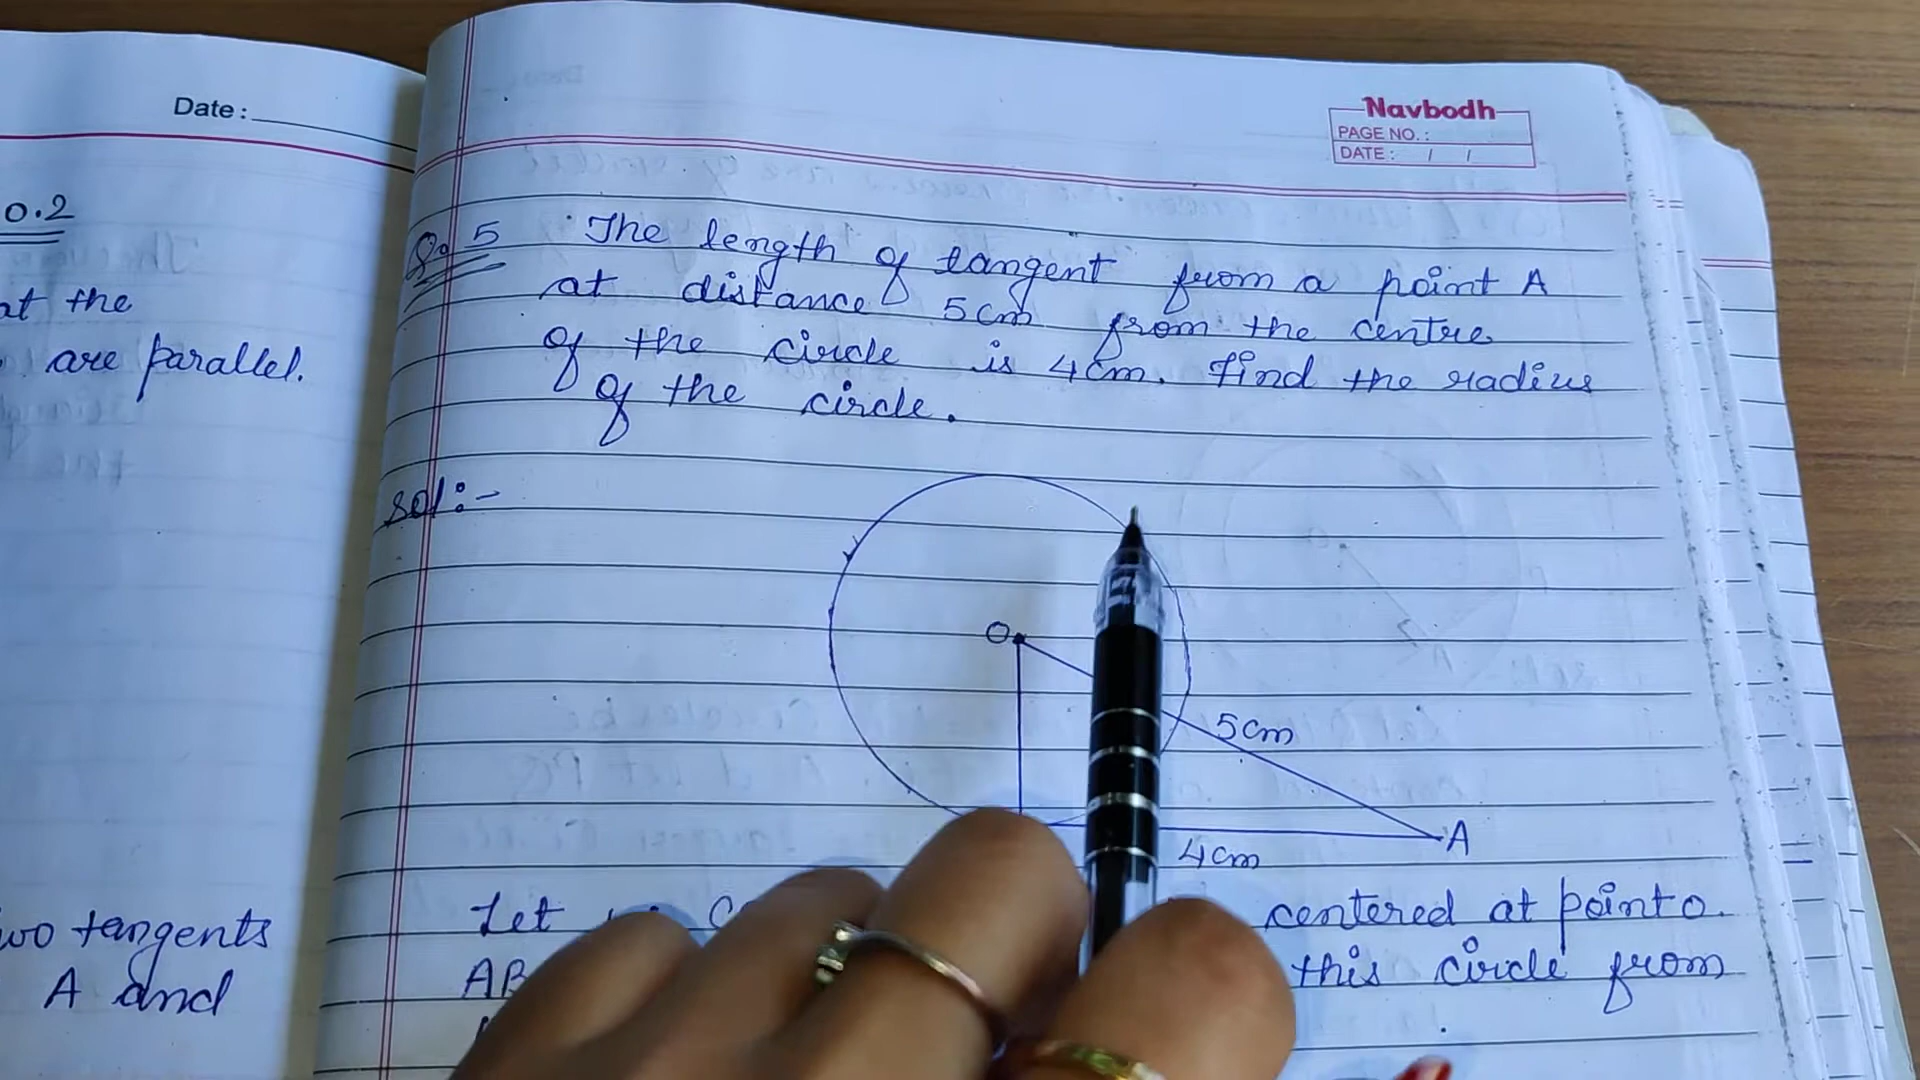 Date:
0.2
at the
are parallel.
two tangents
A and
Navbodh
PAGE NO.:
DATE: / /
Qo 5 The length of tangent from a point A
at distance 5cm from the centre
of the circle is 4cm. find the radius
of the circle.
Sol:-
O
5cm
A
4cm
Let centered at point O.
AB this circle from